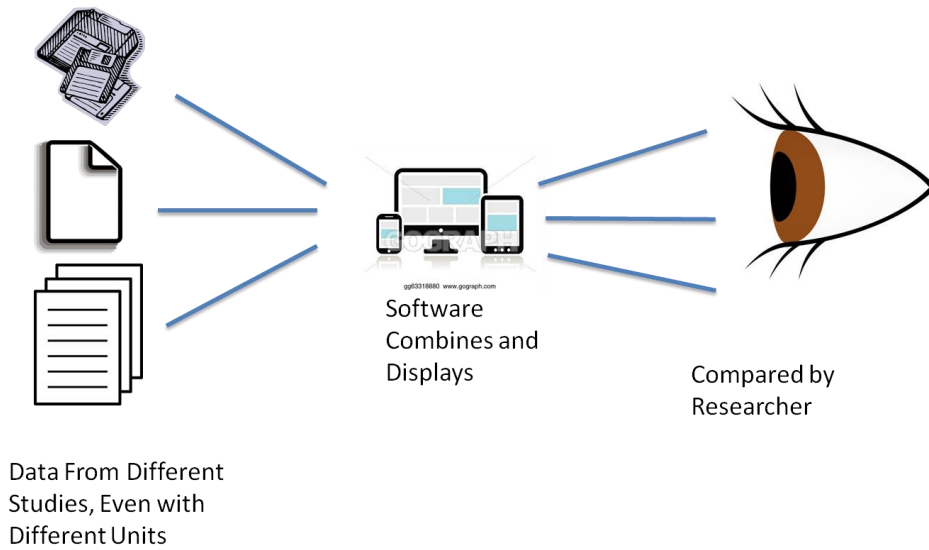 GOGRAPH
gg63318880 www.gograph.com
Software
Combines and
Displays
Compared by
Researcher
Data From Different
Studies, Even with
Different Units